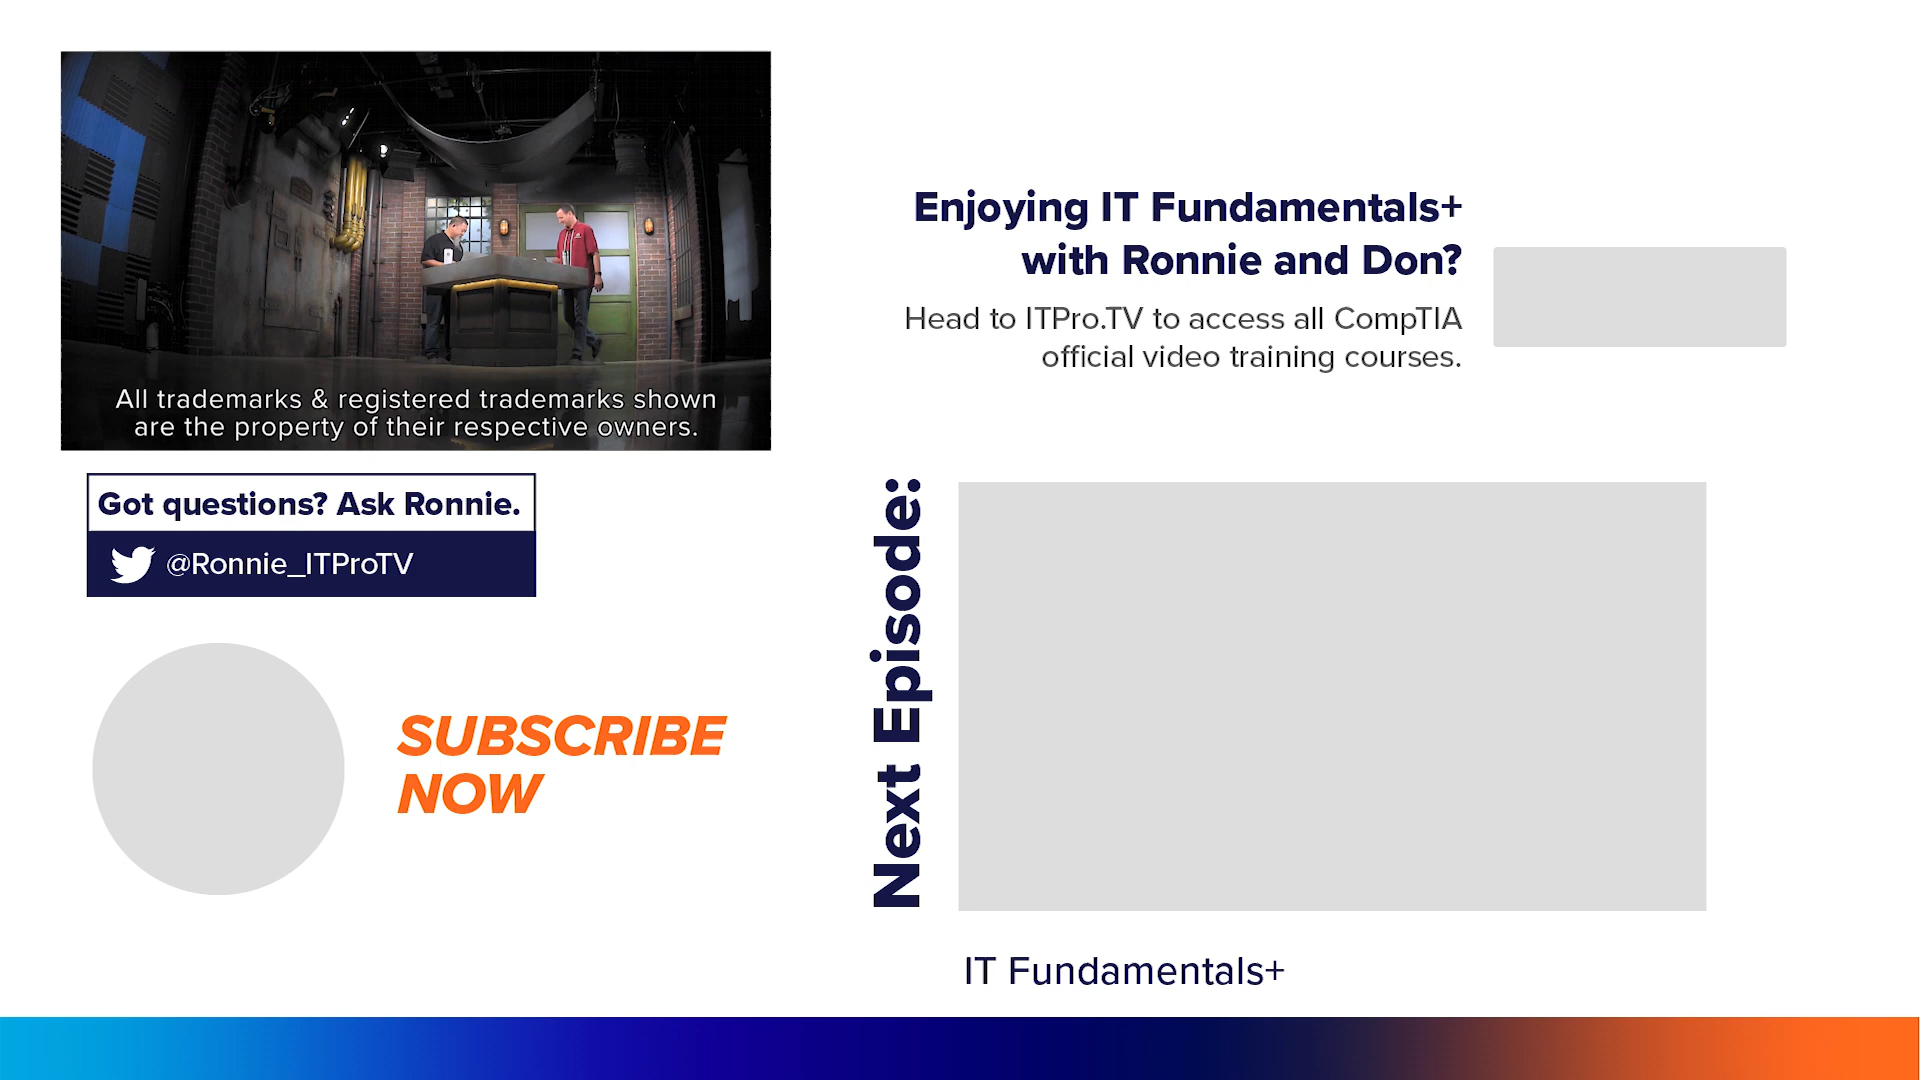 All trademarks & registered trademarks shown
are the property of their respective owners.
Got questions? Ask Ronnie.
@Ronnie_ITProTV
SUBSCRIBE
NOW
Enjoying IT Fundamentals+
with Ronnie and Don?
Head to ITPro.TV to access all CompTIA
official video training courses.
Next Episode:
IT Fundamentals+